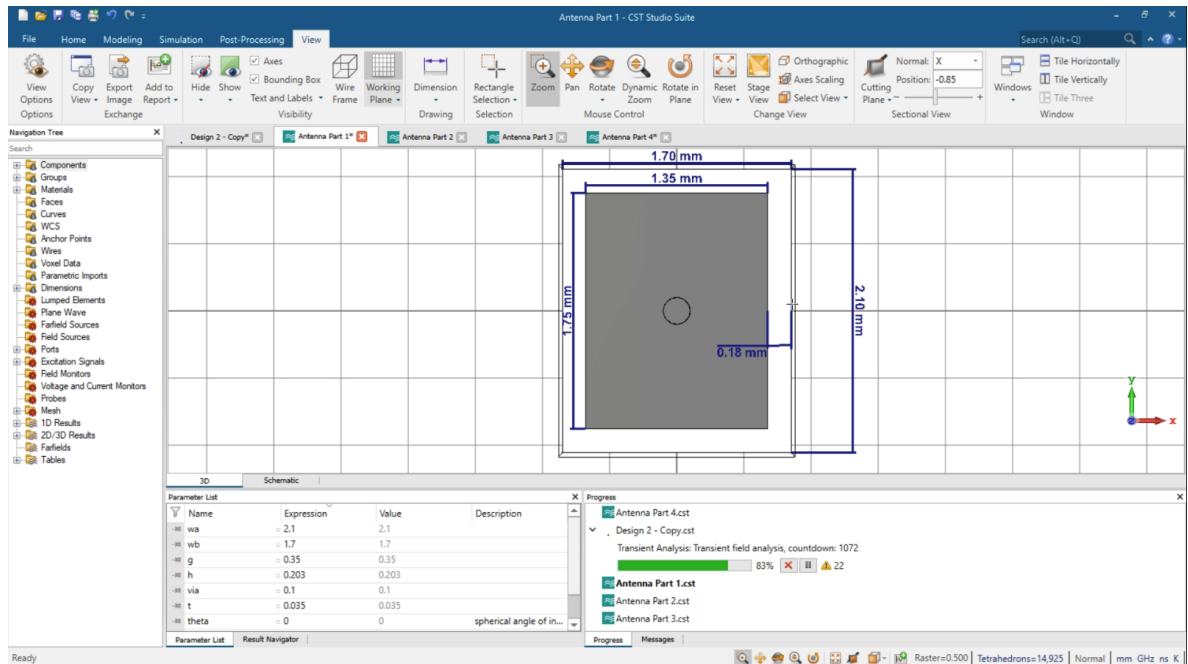 Antenna Part 1 - CST Studio Suite
File Home Modeling Simulation Post-Processing View Search (Alt+Q)
View Options
Options
Copy View
Export Image
Add to Report
Exchange
Hide
Show
Axes
Bounding Box
Text and Labels
Wire Frame
Working Plane
Visibility
Dimension
Drawing
Rectangle Selection
Selection
Zoom
Pan
Rotate
Dynamic Zoom
Rotate in Plane
Mouse Control
Reset View
Stage View
Orthographic
Axes Scaling
Select View
Change View
Cutting Plane
Normal: X
Position: -0.85
Sectional View
Windows
Tile Horizontally
Tile Vertically
Tile Three
Window
Navigation Tree
Search
Components
Groups
Materials
Faces
Curves
WCS
Anchor Points
Wires
Voxel Data
Parametric Imports
Dimensions
Lumped Elements
Plane Wave
Farfield Sources
Field Sources
Ports
Excitation Signals
Field Monitors
Voltage and Current Monitors
Probes
Mesh
1D Results
2D/3D Results
Farfields
Tables
Design 2 - Copy* Antenna Part 1* Antenna Part 2 Antenna Part 3 Antenna Part 4*
1.70 mm
1.35 mm
1.75 mm
2.10 mm
0.18 mm
y
x
3D Schematic
Parameter List
Name Expression Value Description
wa = 2.1 2.1
wb = 1.7 1.7
g = 0.35 0.35
h = 0.203 0.203
via = 0.1 0.1
t = 0.035 0.035
theta = 0 0 spherical angle of in...
Parameter List Result Navigator
Progress
Antenna Part 4.cst
Design 2 - Copy.cst
Transient Analysis: Transient field analysis, countdown: 1072
83% 22
Antenna Part 1.cst
Antenna Part 2.cst
Antenna Part 3.cst
Progress Messages
Ready Raster=0.500 Tetrahedrons=14,925 Normal mm GHz ns K